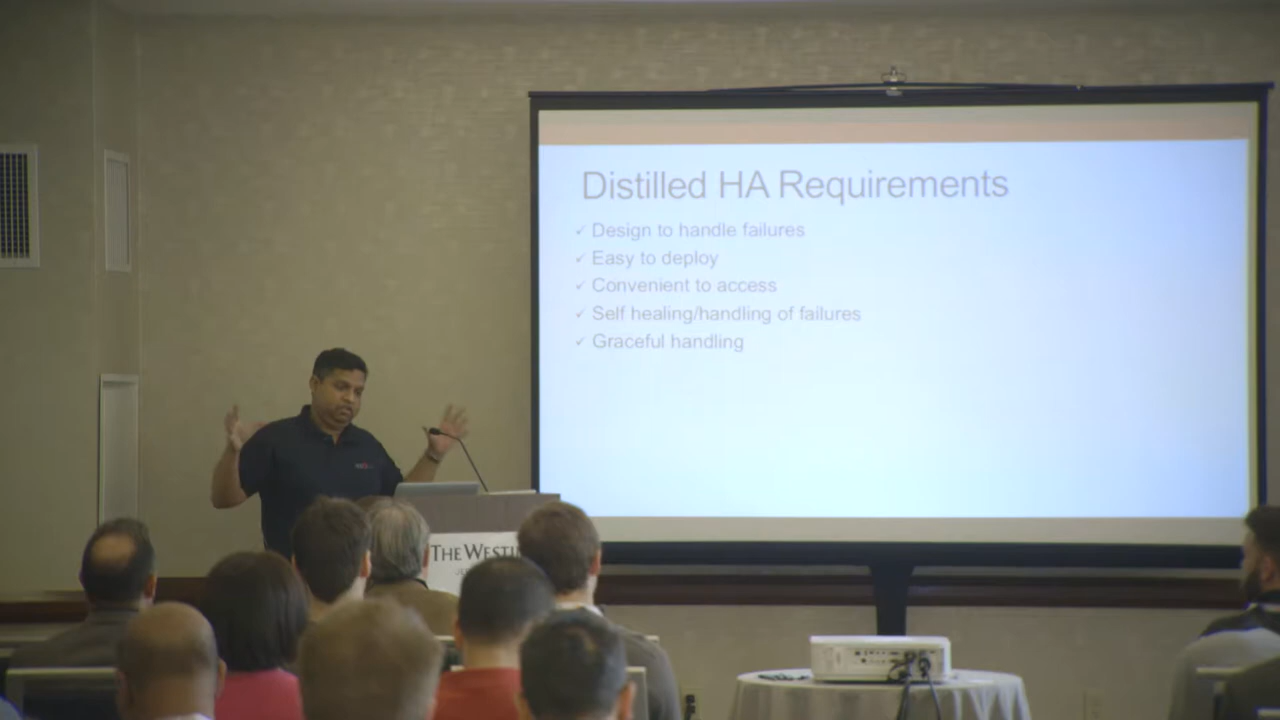 Distilled HA Requirements
✓ Design to handle failures
✓ Easy to deploy
✓ Convenient to access
✓ Self healing/handling of failures
✓ Graceful handling
THE WESTI